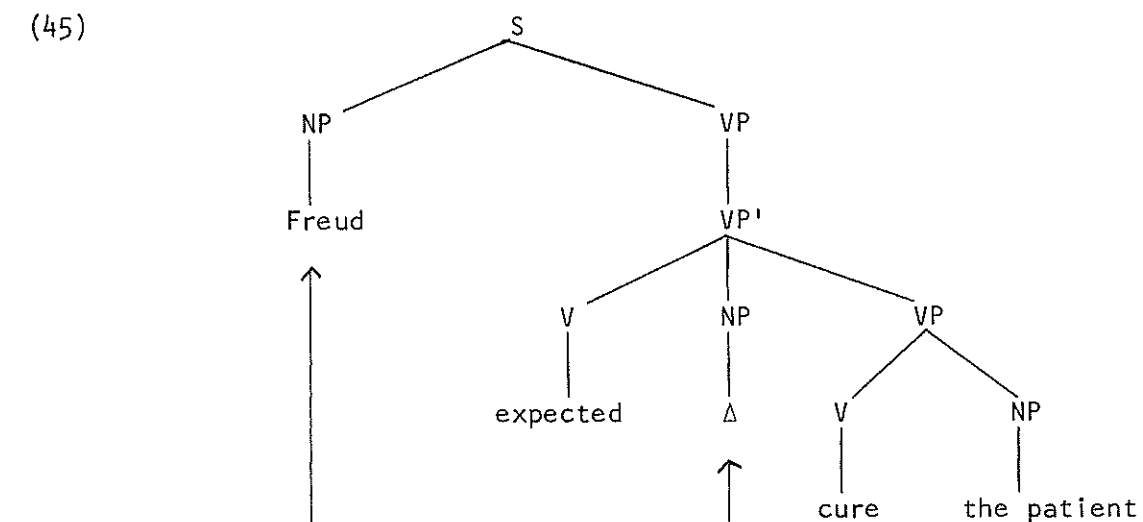 (45)
S
NP VP
Freud VP'
V NP VP
expected Δ V NP
cure the patient